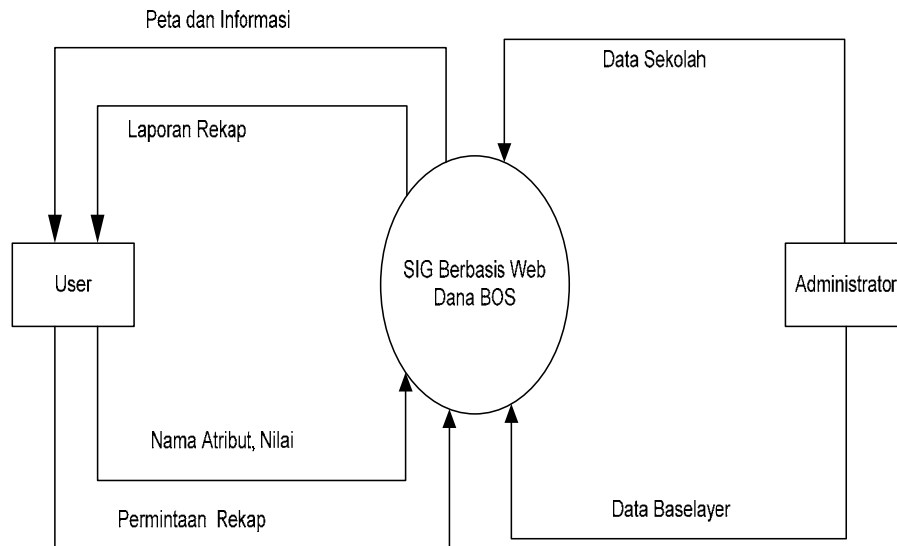 Peta dan Informasi
Data Sekolah
Laporan Rekap
SIG Berbasis Web
Dana BOS
User
Administrator
Nama Atribut, Nilai
Data Baselayer
Permintaan Rekap